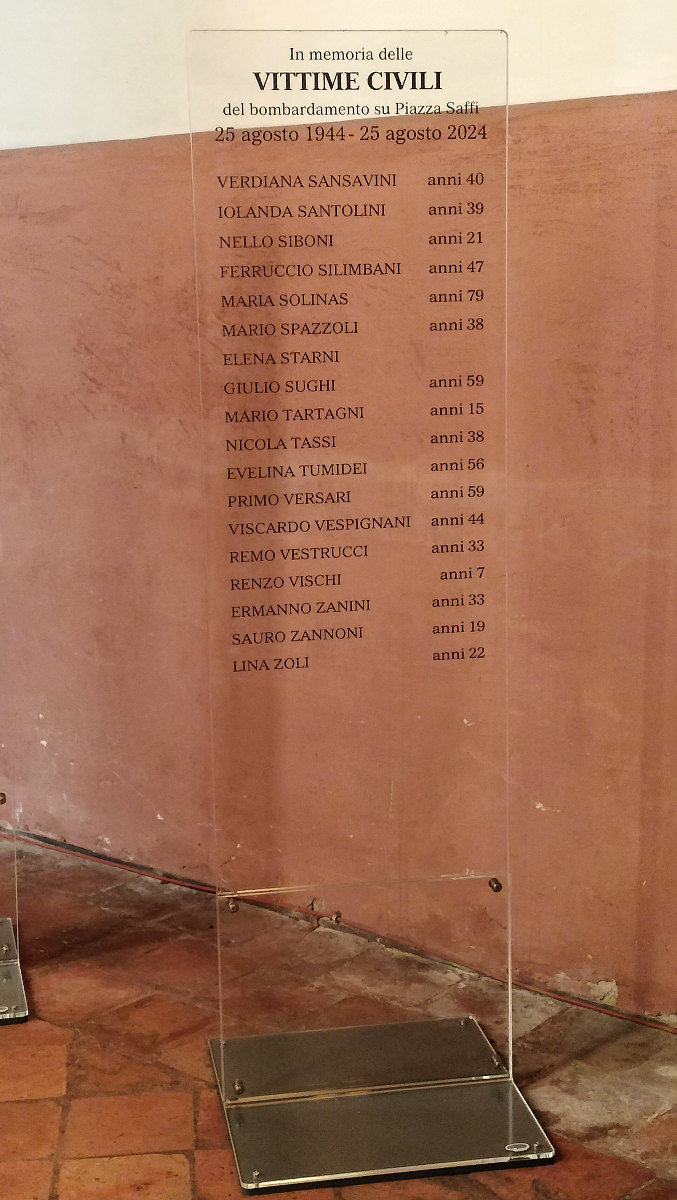 In memoria delle
VITTIME CIVILI
del bombardamento su Piazza Saffi
25 agosto 1944 - 25 agosto 2024
VERDIANA SANSAVINI anni 40
IOLANDA SANTOLINI anni 39
NELLO SIBONI anni 21
FERRUCCIO SILIMBANI anni 47
MARIA SOLINAS anni 79
MARIO SPAZZOLI anni 38
ELENA STARNI
GIULIO SUGHI anni 59
MARIO TARTAGNI anni 15
NICOLA TASSI anni 38
EVELINA TUMIDEI anni 56
PRIMO VERSARI anni 59
VISCARDO VESPIGNANI anni 44
REMO VESTRUCCI anni 33
RENZO VISCHI anni 7
ERMANNO ZANINI anni 33
SAURO ZANNONI anni 19
LINA ZOLI anni 22